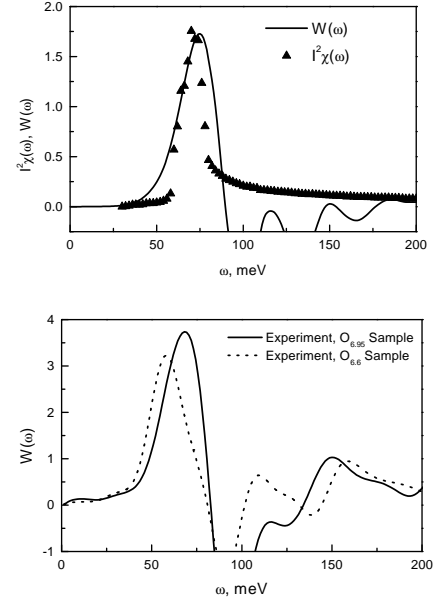 2.0
1.5
1.0
0.5
0.0
I²χ(ω), W(ω)
W(ω)
I²χ(ω)
0 50 100 150 200
ω, meV
4
3
2
1
0
-1
W(ω)
Experiment, O₆.₉₅ Sample
Experiment, O₆.₆ Sample
0 50 100 150 200
ω, meV